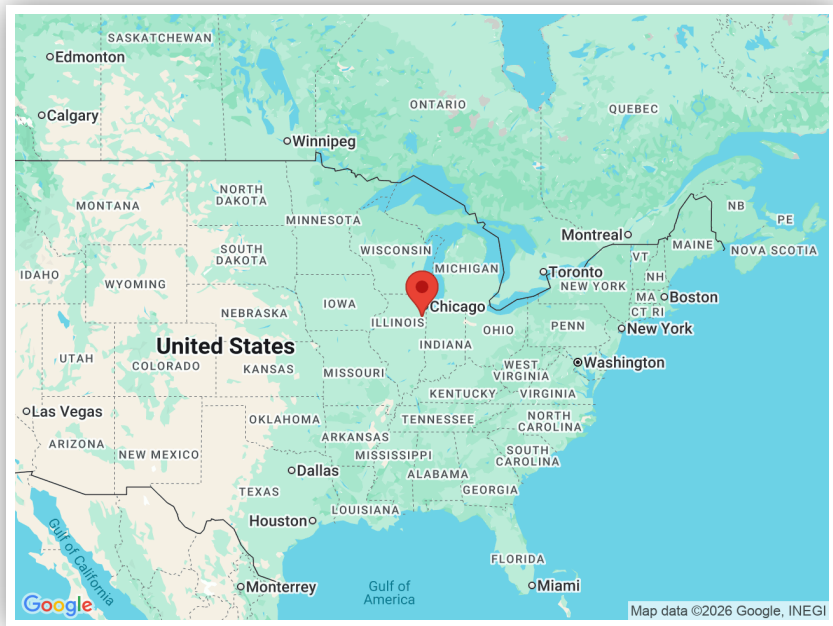 SASKATCHEWAN
Edmonton
ONTARIO
QUEBEC
Calgary
Winnipeg
NORTH
DAKOTA
MONTANA
MINNESOTA
NB
PE
Montreal
MAINE
NOVA SCOTIA
WISCONSIN
SOUTH
DAKOTA
VT
MICHIGAN
Toronto
IDAHO
NH
WYOMING
NEW YORK
MA
Boston
IOWA
Chicago
NEBRASKA
CT RI
ILLINOIS
PENN
OHIO
New York
United States
INDIANA
UTAH
COLORADO
Washington
WEST
VIRGINIA
KANSAS
MISSOURI
KENTUCKY
VIRGINIA
Las Vegas
OKLAHOMA
TENNESSEE
NORTH
CAROLINA
ARIZONA
ARKANSAS
NEW MEXICO
MISSISSIPPI
SOUTH
CAROLINA
Dallas
ALABAMA
TEXAS
GEORGIA
LOUISIANA
Houston
Gulf of California
FLORIDA
Monterrey
Gulf of
America
Miami
Google
Map data ©2026 Google, INEGI